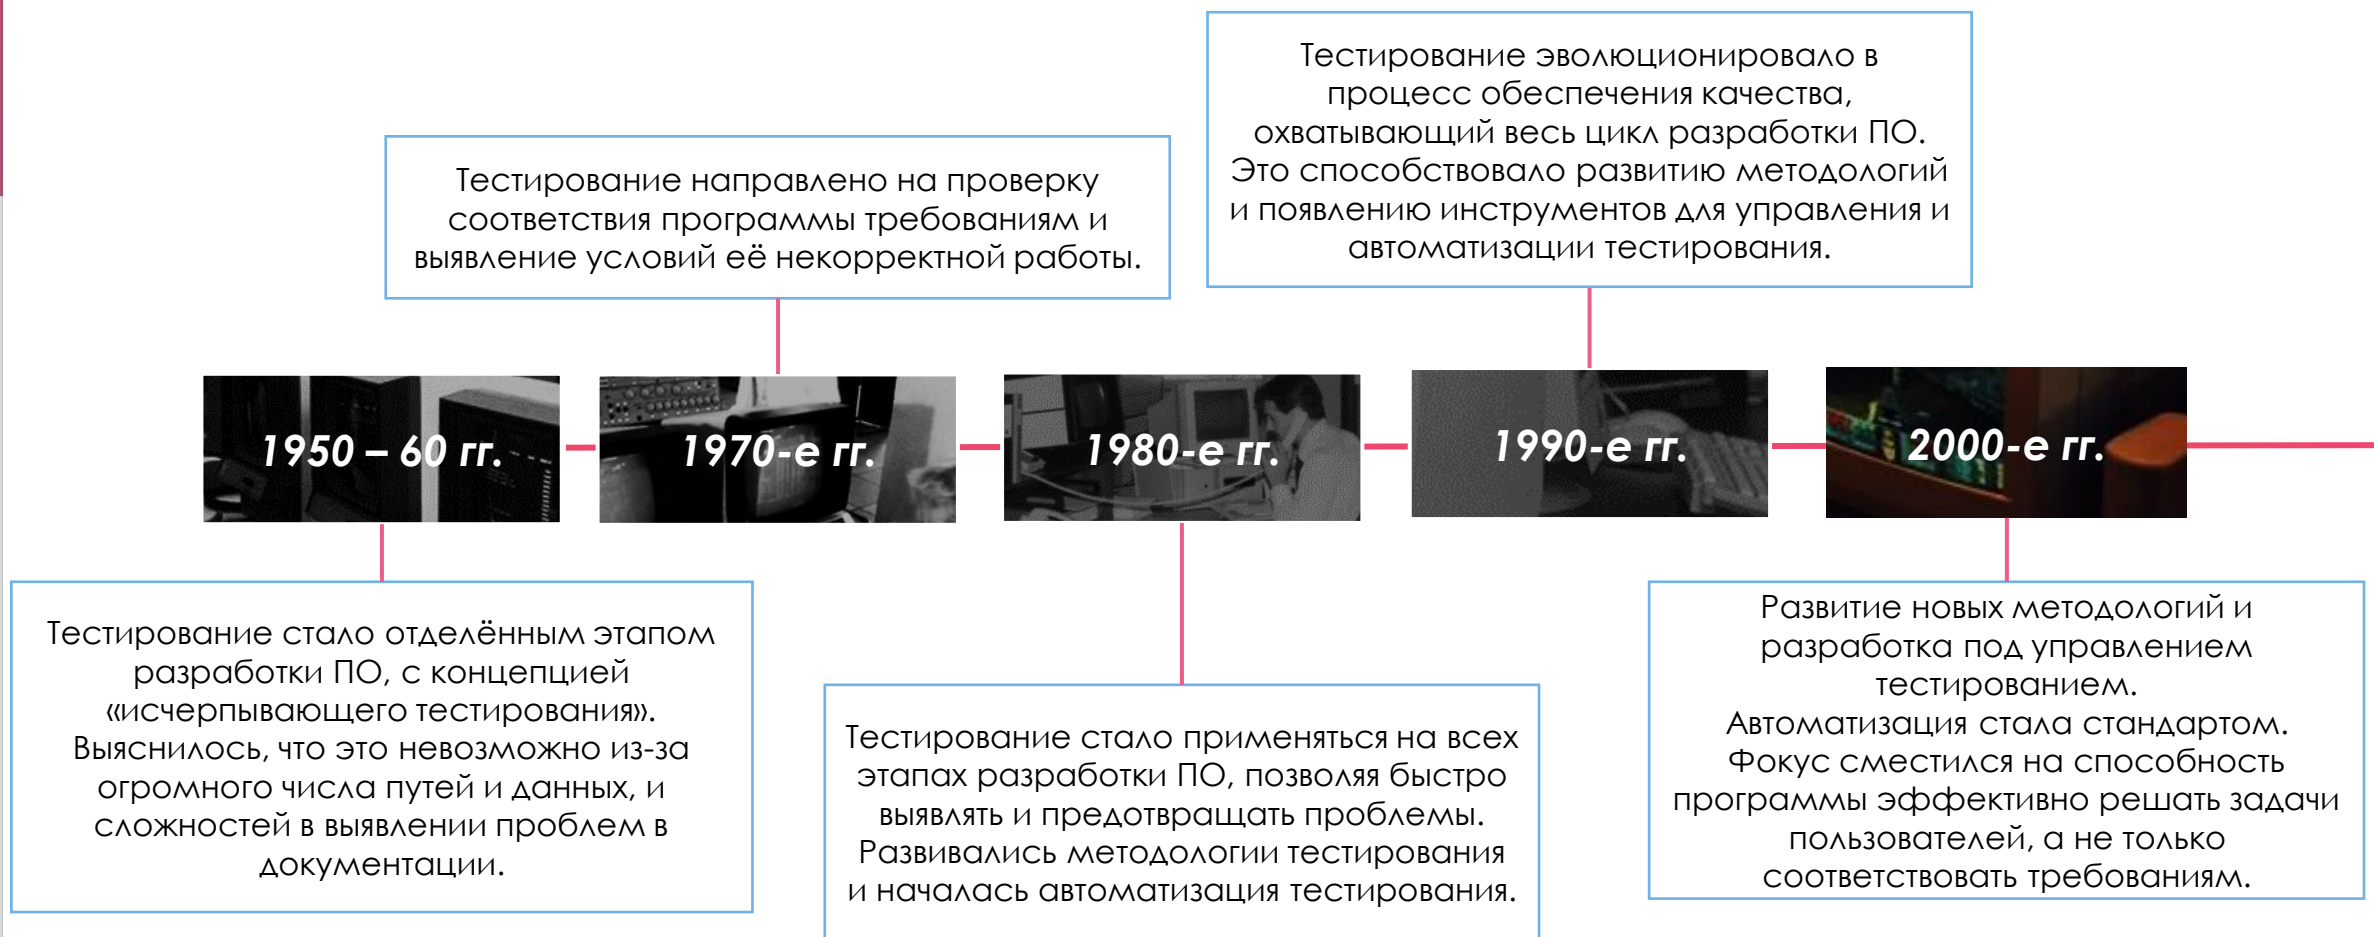 Тестирование эволюционировало в
процесс обеспечения качества,
охватывающий весь цикл разработки ПО.
Это способствовало развитию методологий
и появлению инструментов для управления и
автоматизации тестирования.
Тестирование направлено на проверку
соответствия программы требованиям и
выявление условий её некорректной работы.
1950 – 60 гг.
1970-е гг.
1980-е гг.
1990-е гг.
2000-е гг.
Тестирование стало отделённым этапом
разработки ПО, с концепцией
«исчерпывающего тестирования».
Выяснилось, что это невозможно из-за
огромного числа путей и данных, и
сложностей в выявлении проблем в
документации.
Тестирование стало применяться на всех
этапах разработки ПО, позволяя быстро
выявлять и предотвращать проблемы.
Развивались методологии тестирования
и началась автоматизация тестирования.
Развитие новых методологий и
разработка под управлением
тестированием.
Автоматизация стала стандартом.
Фокус сместился на способность
программы эффективно решать задачи
пользователей, а не только
соответствовать требованиям.